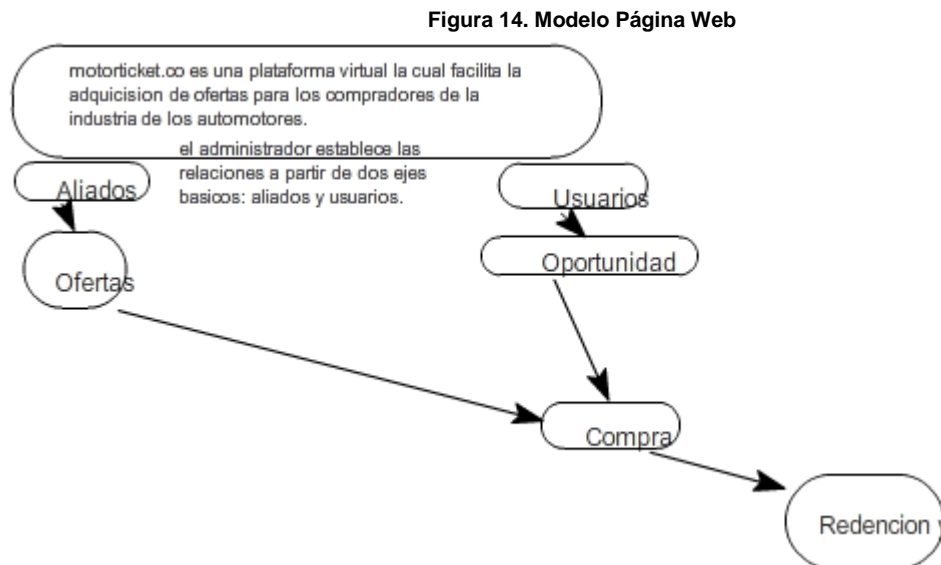 Figura 14. Modelo Página Web
motorticket.co es una plataforma virtual la cual facilita la
adquicision de ofertas para los compradores de la
industria de los automotores.
el administrador establece las
relaciones a partir de dos ejes
basicos: aliados y usuarios.
Aliados
Usuarios
Ofertas
Oportunidad
Compra
Redencion y